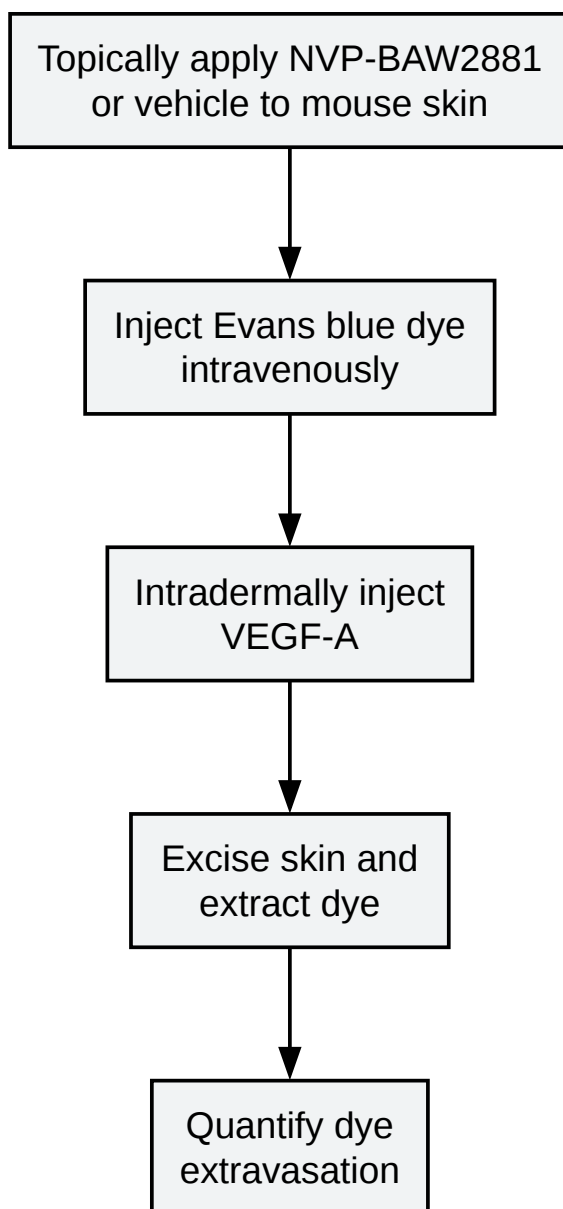 Topically apply NVP-BAW2881
or vehicle to mouse skin
Inject Evans blue dye
intravenously
Intradermally inject
VEGF-A
Excise skin and
extract dye
Quantify dye
extravasation